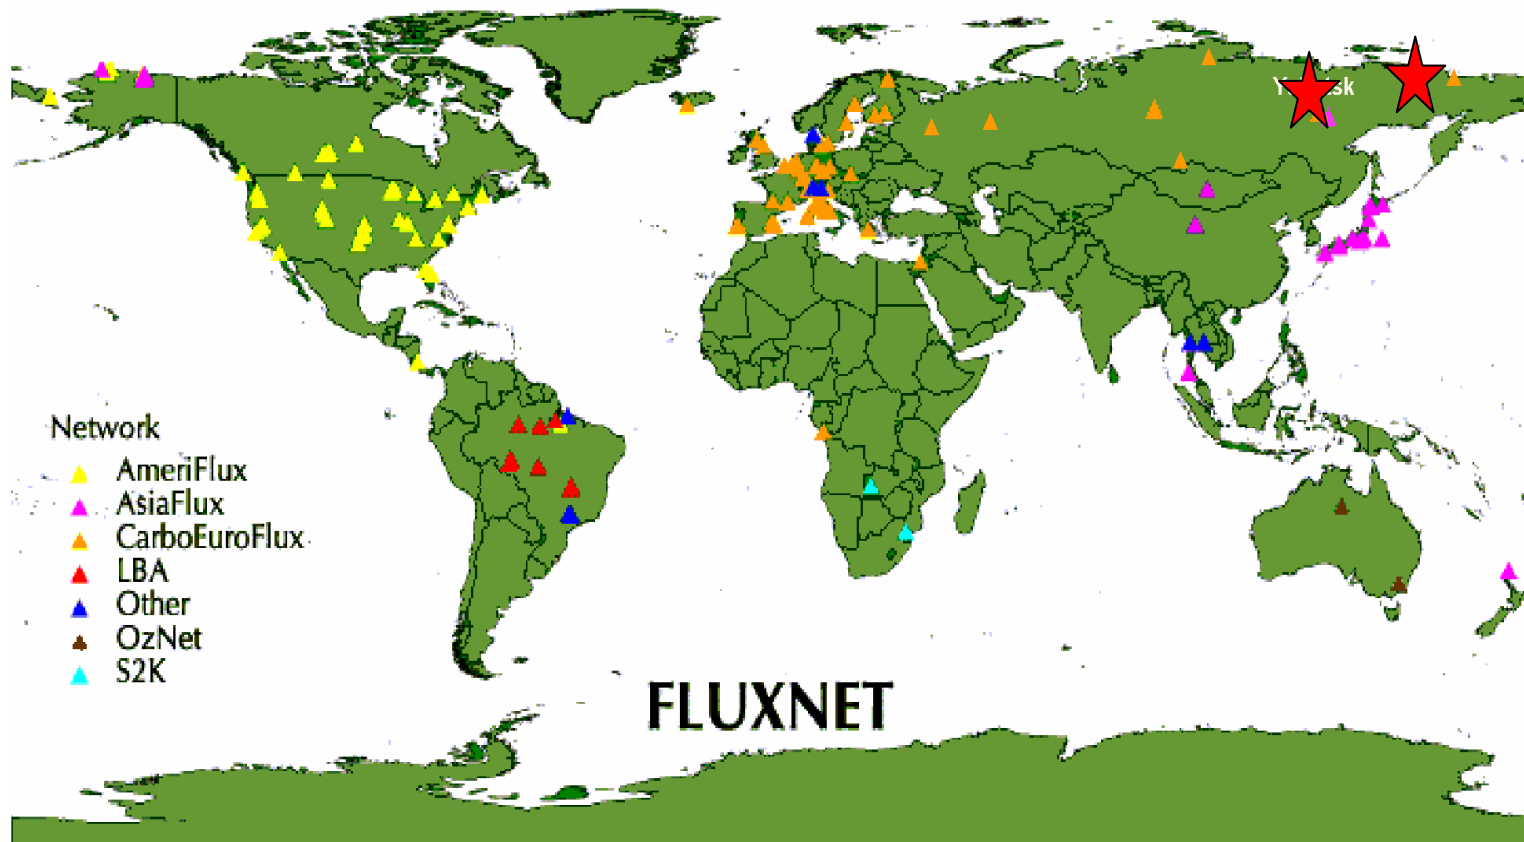 Network
AmeriFlux
AsiaFlux
CarboEuroFlux
LBA
Other
OzNet
S2K
FLUXNET